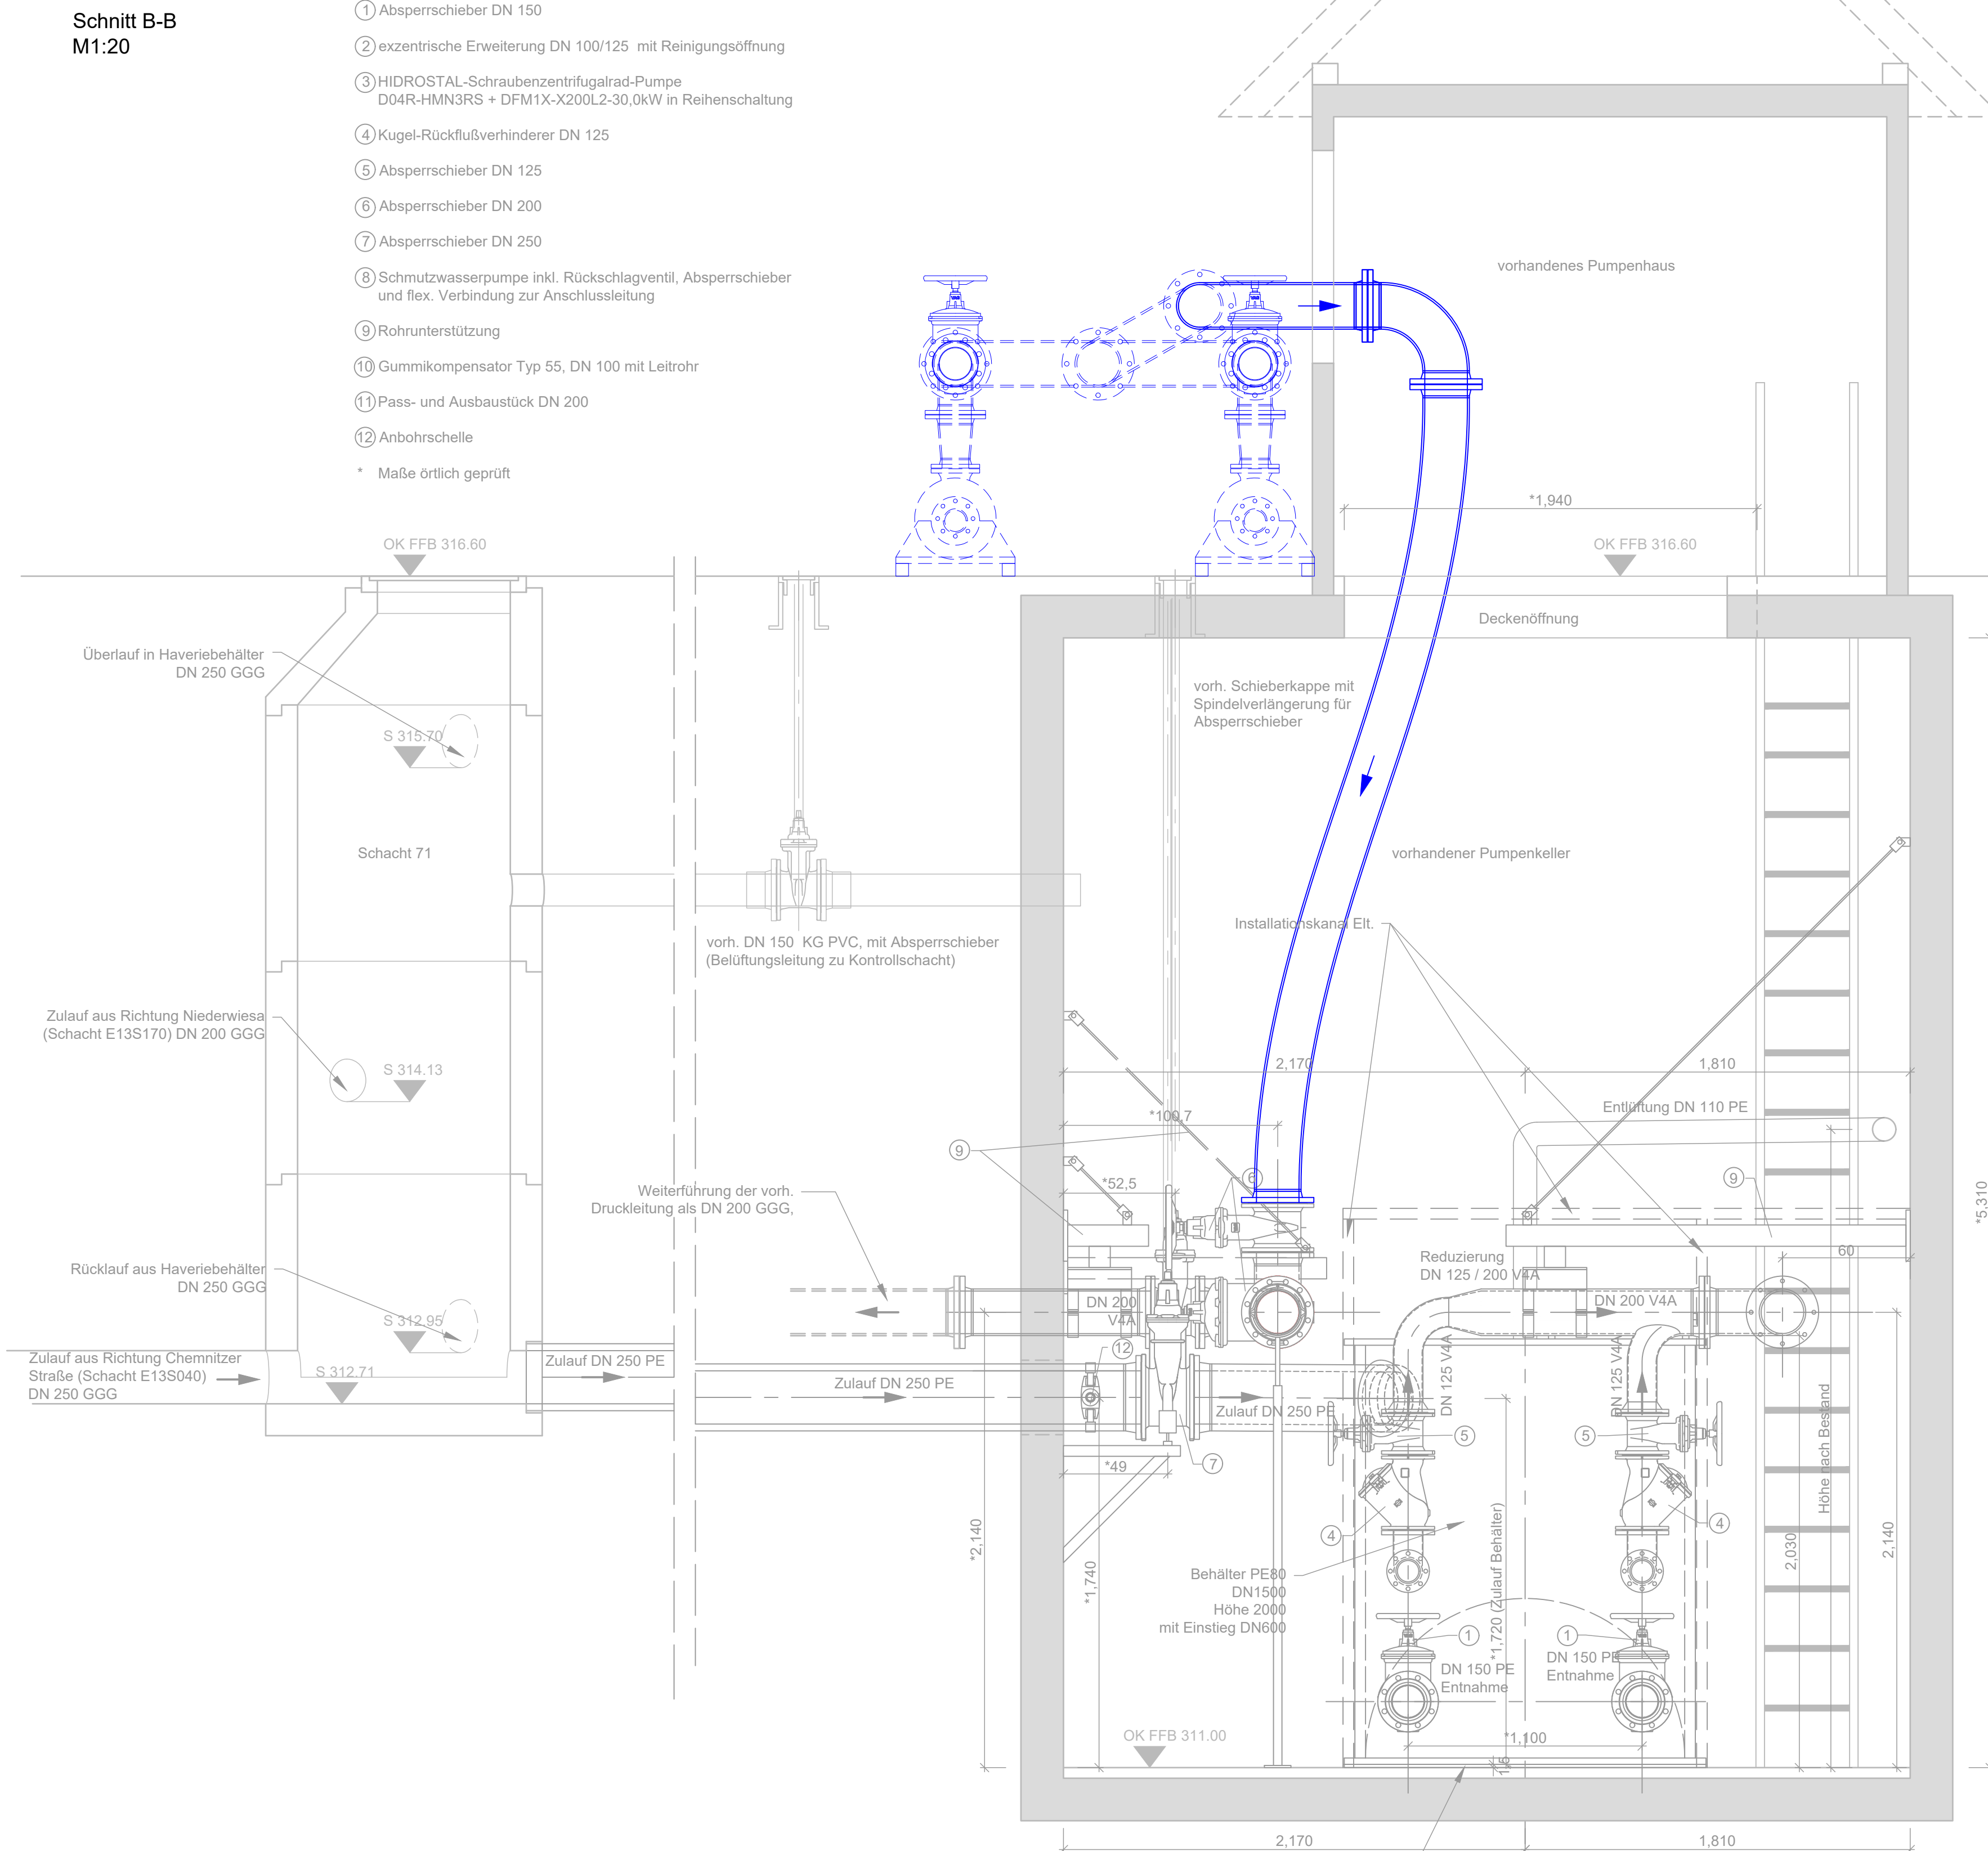 Schnitt B-B
M1:20
1 Absperrschieber DN 150
2 exzentrische Erweiterung DN 100/125 mit Reinigungsöffnung
3 HIDROSTAL-Schraubenzentrifugalrad-Pumpe
D04R-HMN3RS + DFM1X-X200L2-30,0kW in Reihenschaltung
4 Kugel-Rückflußverhinderer DN 125
5 Absperrschieber DN 125
6 Absperrschieber DN 200
7 Absperrschieber DN 250
8 Schmutzwasserpumpe inkl. Rückschlagventil, Absperrschieber
und flex. Verbindung zur Anschlussleitung
9 Rohrunterstützung
10 Gummikompensator Typ 55, DN 100 mit Leitrohr
11 Pass- und Ausbaustück DN 200
12 Anbohrschelle
* Maße örtlich geprüft
vorhandenes Pumpenhaus
*1,940
OK FFB 316.60
OK FFB 316.60
Deckenöffnung
Überlauf in Haveriebehälter
DN 250 GGG
S 315.70
vorh. Schieberkappe mit
Spindelverlängerung für
Absperrschieber
Schacht 71
vorhandener Pumpenkeller
Installationskanal Elt.
vorh. DN 150 KG PVC, mit Absperrschieber
(Belüftungsleitung zu Kontrollschacht)
Zulauf aus Richtung Niederwiesa
(Schacht E13S170) DN 200 GGG
S 314.13
2,170
1,810
Entlüftung DN 110 PE
*100,7
9
*52,5
6
9
Weiterführung der vorh.
Druckleitung als DN 200 GGG,
*5,310
Rücklauf aus Haveriebehälter
DN 250 GGG
S 312.95
60
Reduzierung
DN 125 / 200 V4A
DN 200
V4A
DN 200 V4A
12
Zulauf aus Richtung Chemnitzer
Straße (Schacht E13S040)
DN 250 GGG
S 312.71
Zulauf DN 250 PE
Zulauf DN 250 PE
Zulauf DN 250 PE
DN 125 V4A
DN 125 V4A
5
5
Höhe nach Bestand
*49
7
4
4
*2,140
*1,740
*1,720 (Zulauf Behälter)
2,030
2,140
Behälter PE80
DN1500
Höhe 2000
mit Einstieg DN600
1
1
DN 150 PE
Entnahme
DN 150 PE
Entnahme
OK FFB 311.00
*1,100
15
2,170
1,810